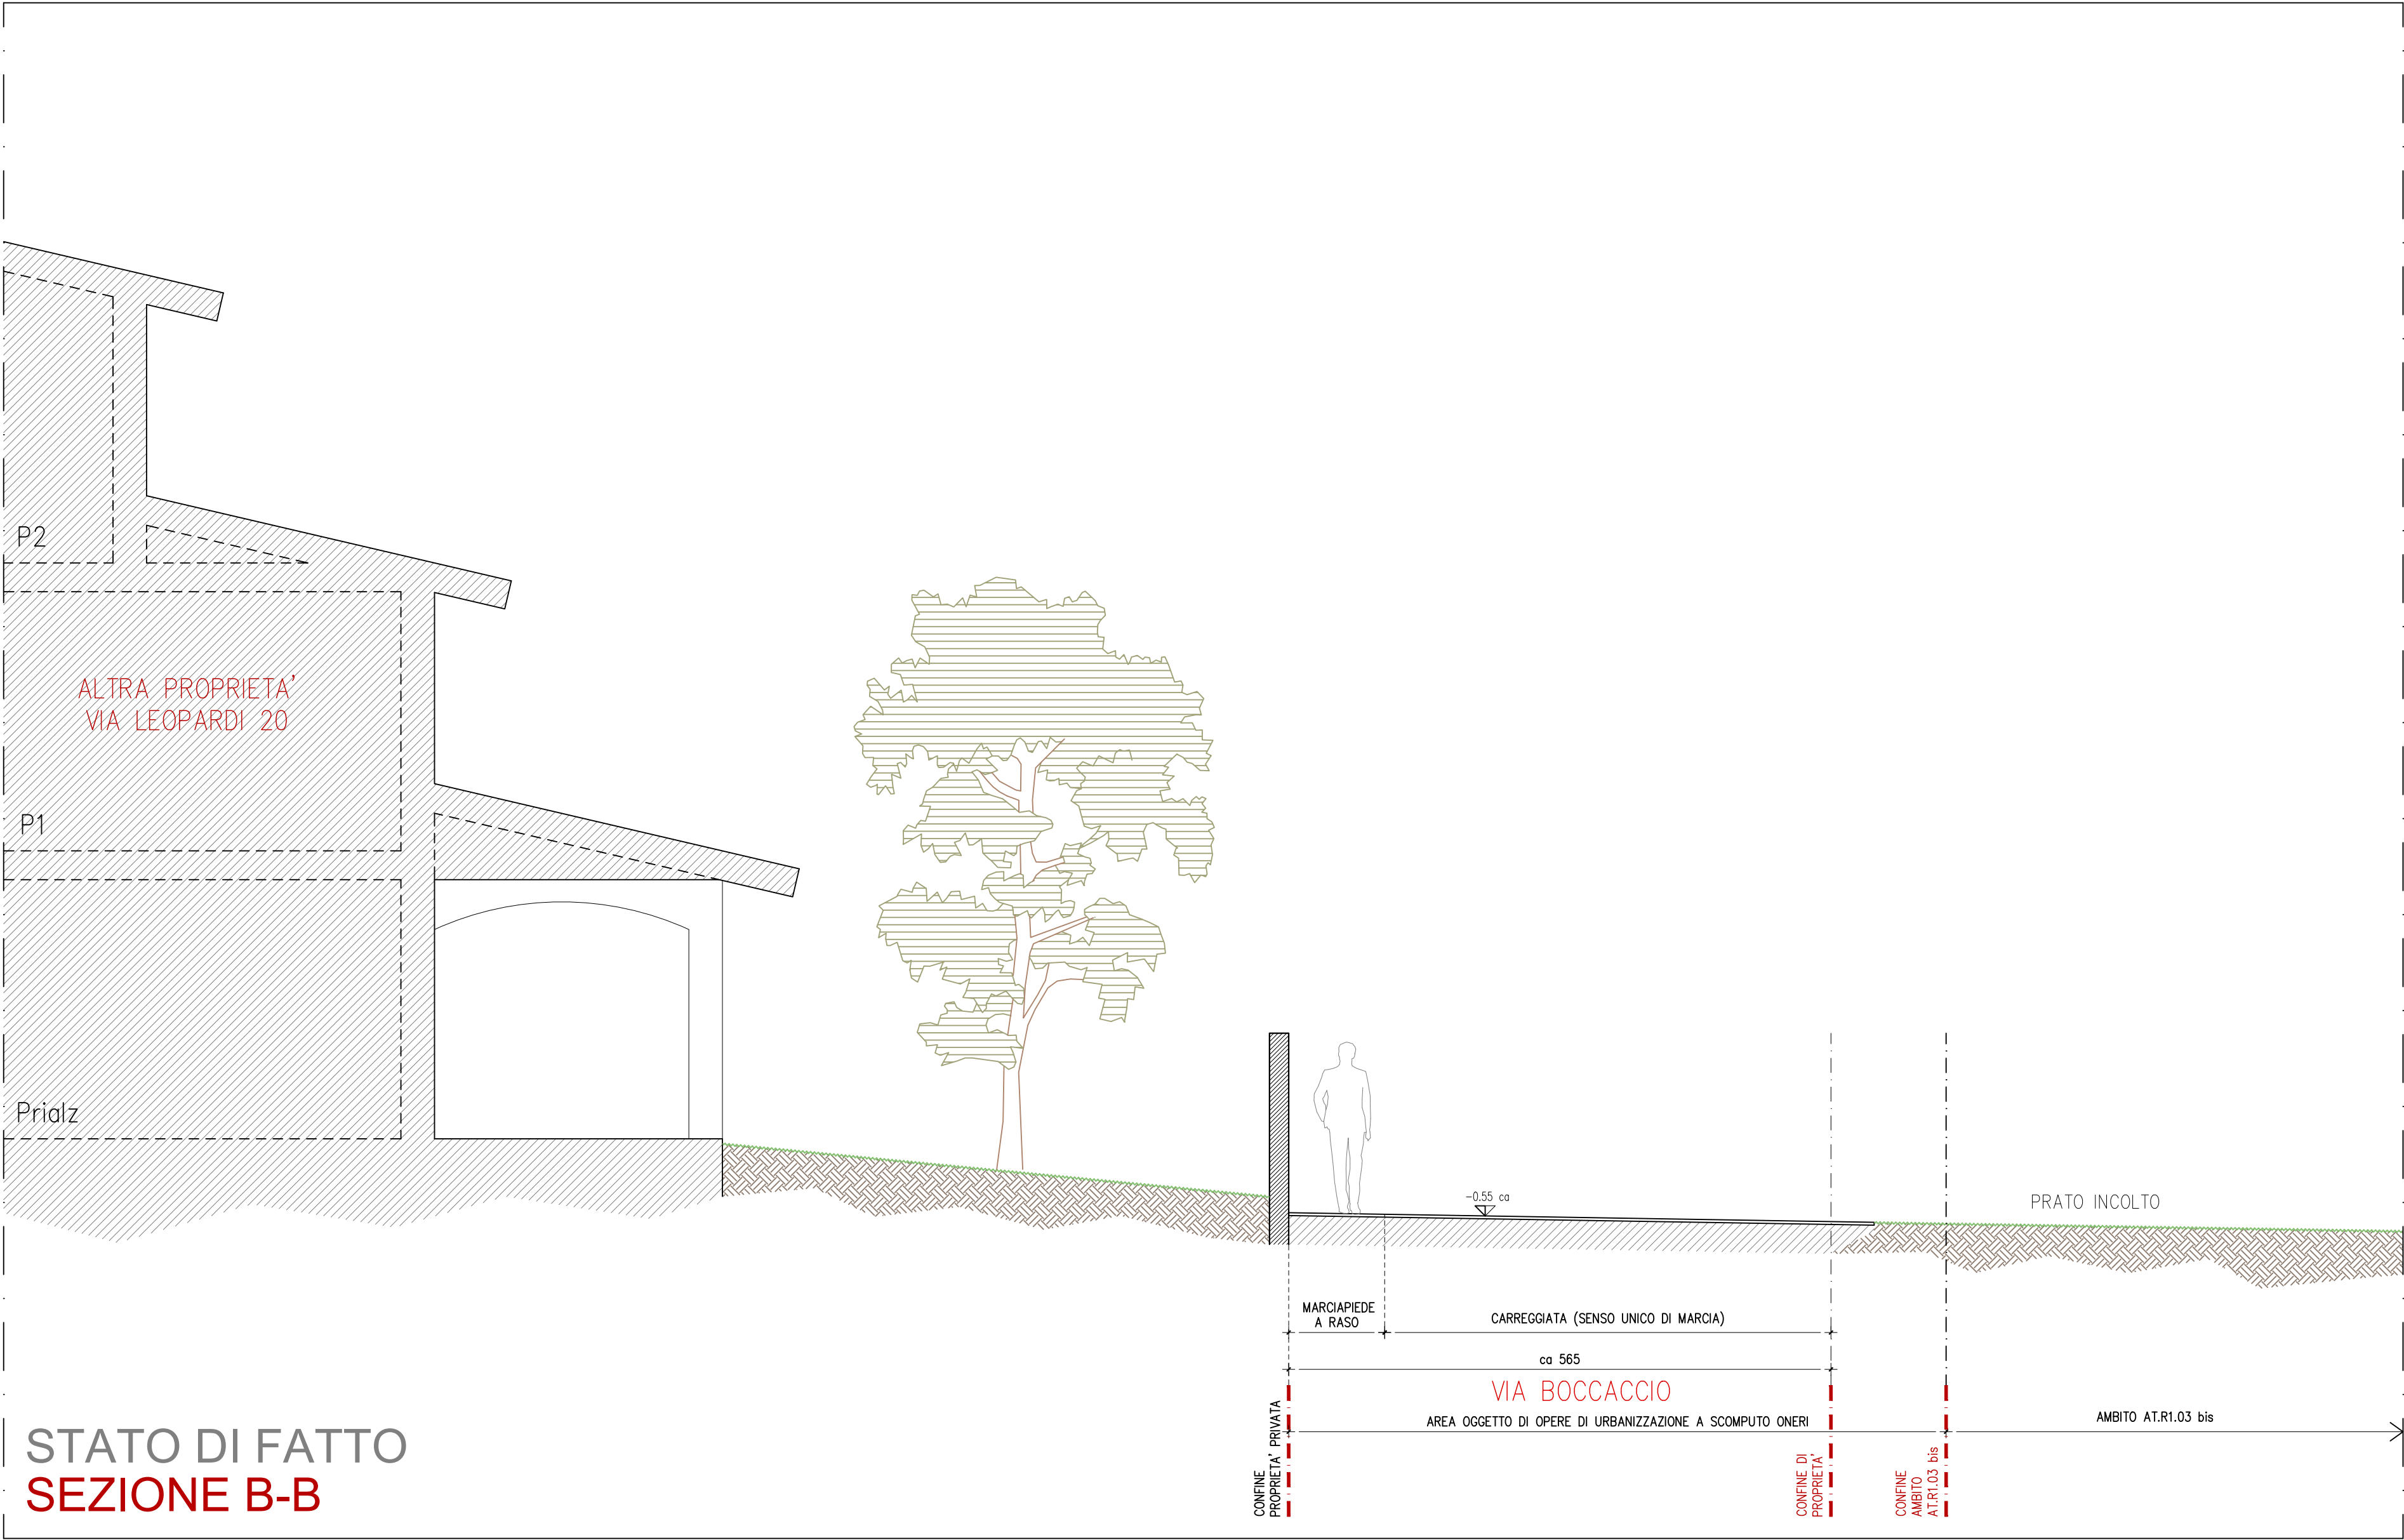 P2
ALTRA PROPRIETA'
VIA LEOPARDI 20
P1
Prialz
-0.55 ca
PRATO INCOLTO
MARCIAPIEDE
A RASO
CARREGGIATA (SENSO UNICO DI MARCIA)
ca 565
VIA BOCCACCIO
AREA OGGETTO DI OPERE DI URBANIZZAZIONE A SCOMPUTO ONERI
AMBITO AT.R1.03 bis
CONFINE
PROPRIETA' PRIVATA
CONFINE DI
PROPRIETA'
CONFINE
AMBITO
AT.R1.03 bis
STATO DI FATTO
SEZIONE B-B